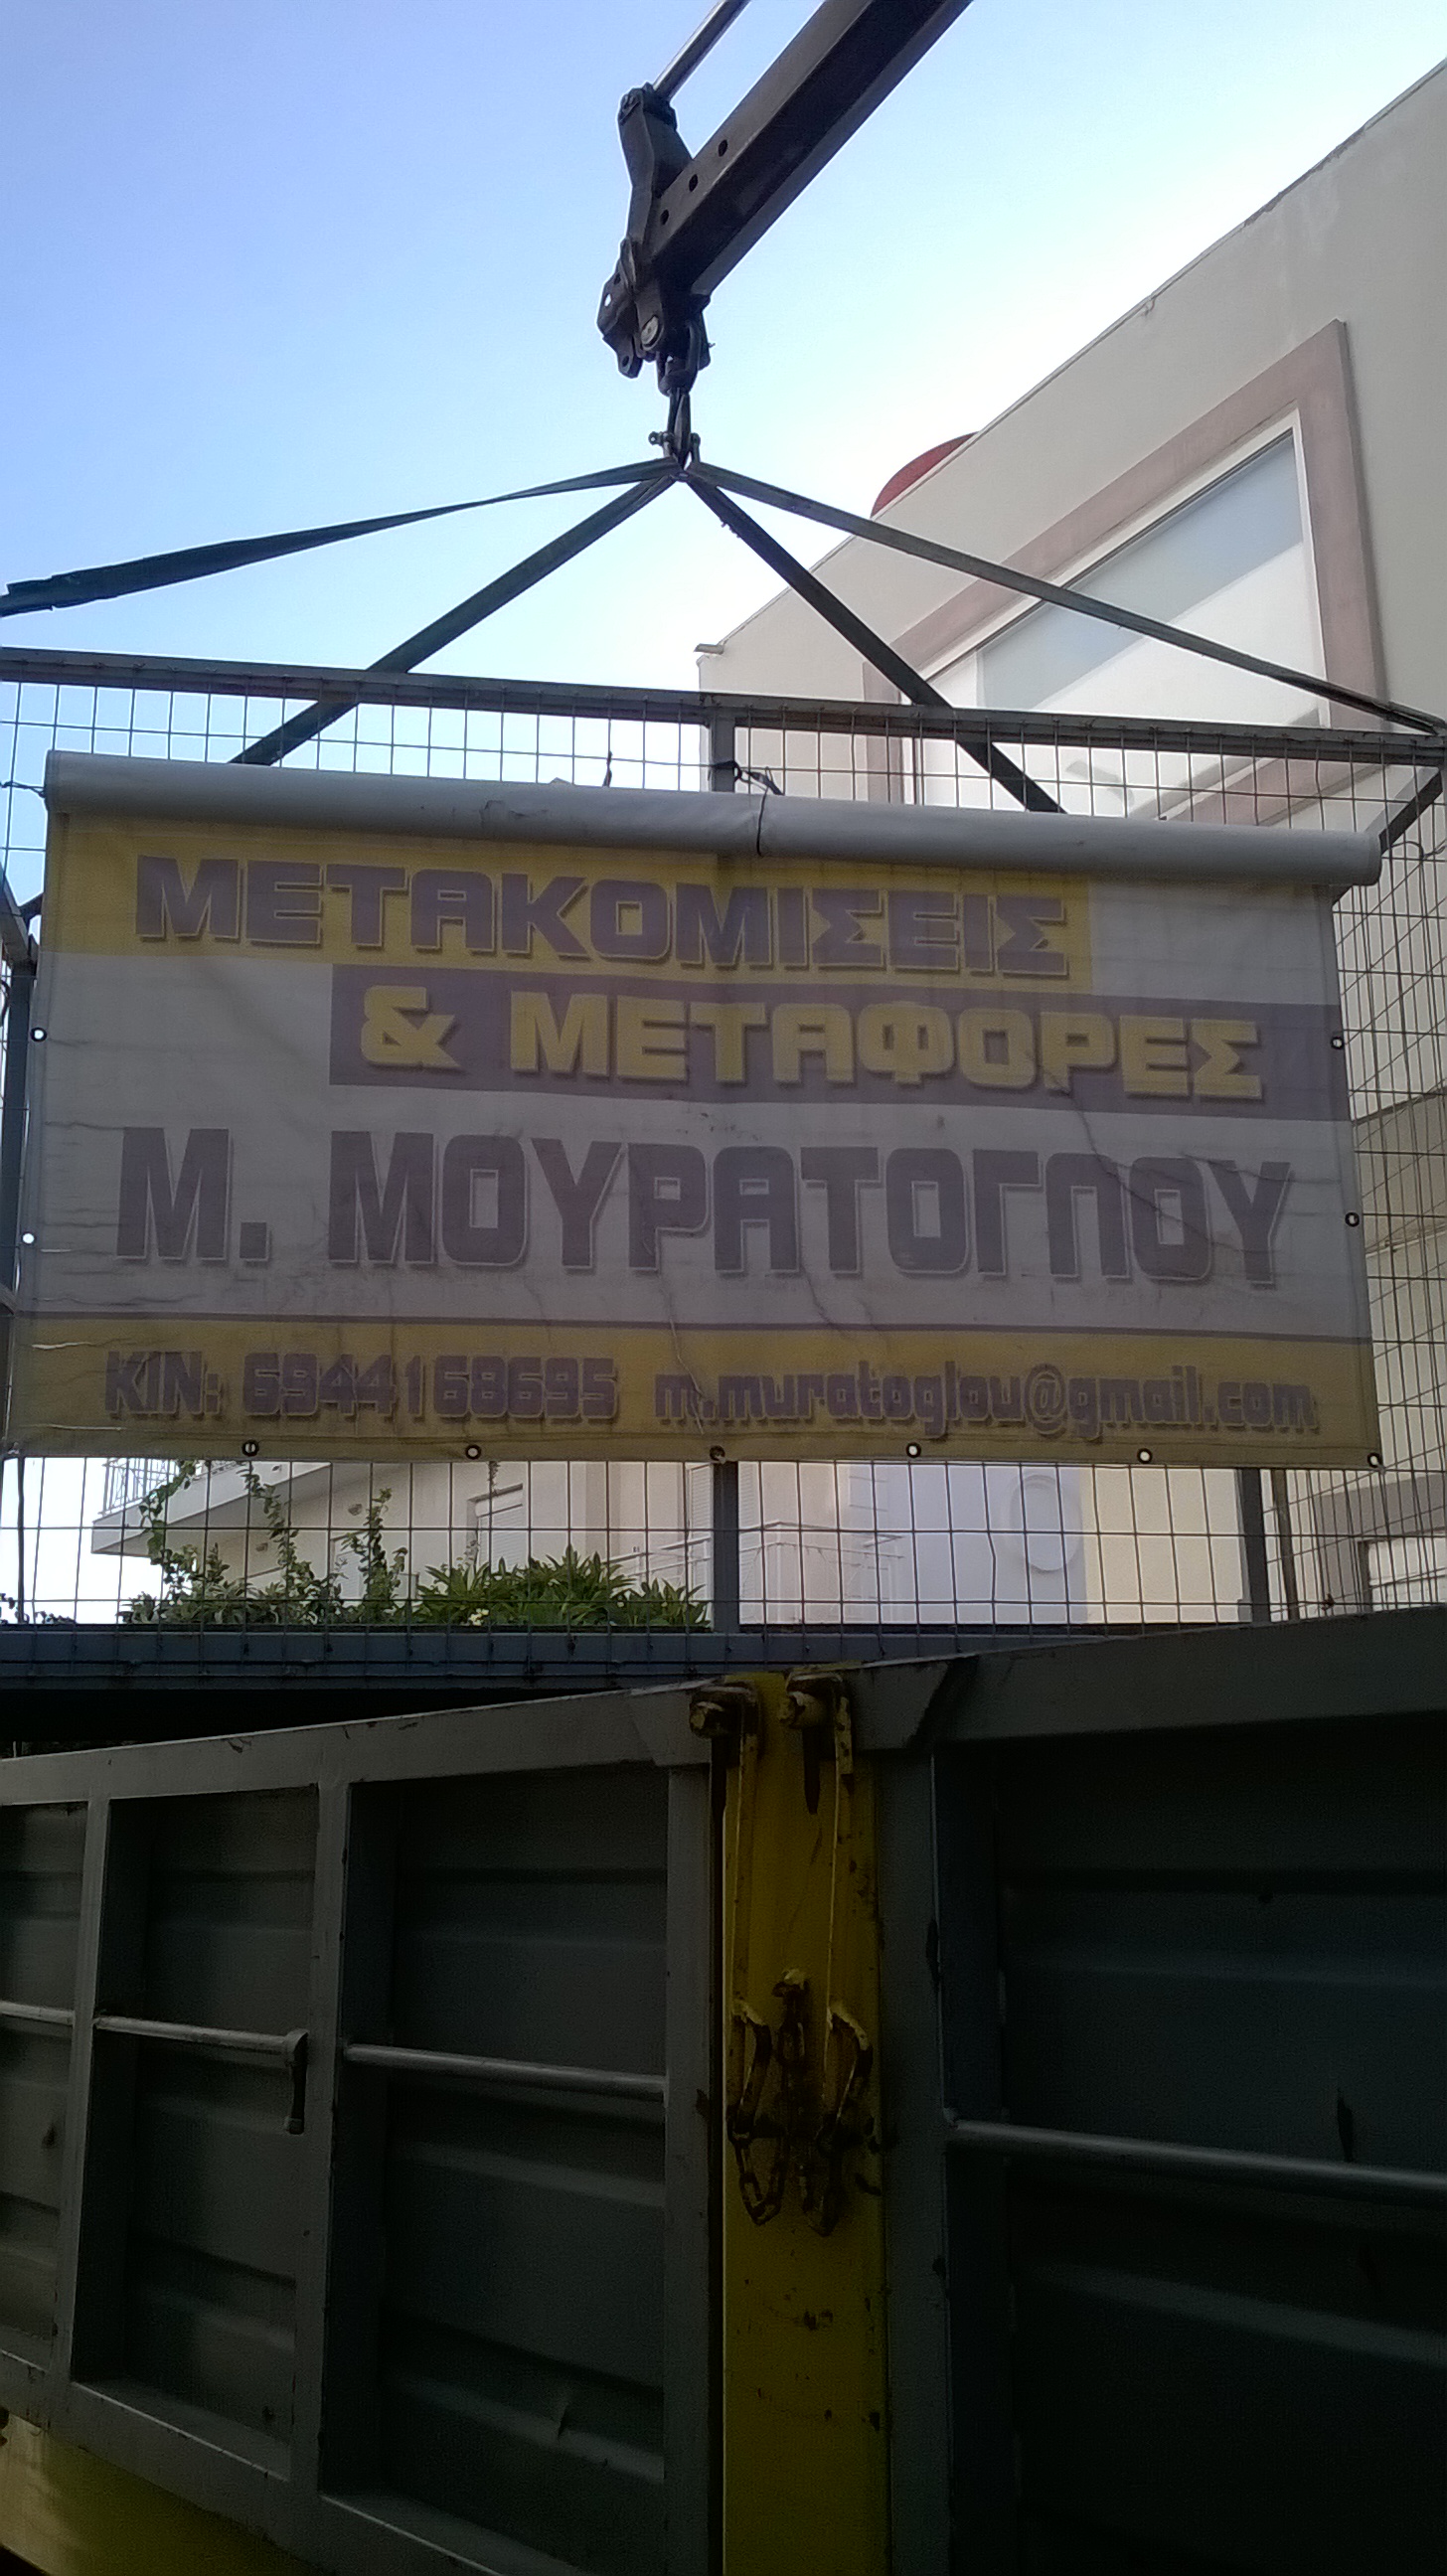 ΜΕΤΑΚΟΜΙΣΕΙΣ
& ΜΕΤΑΦΟΡΕΣ
Μ. ΜΟΥΡΑΤΟΓΛΟΥ
ΚΙΝ: 6944168695 m.muratoglou@gmail.com